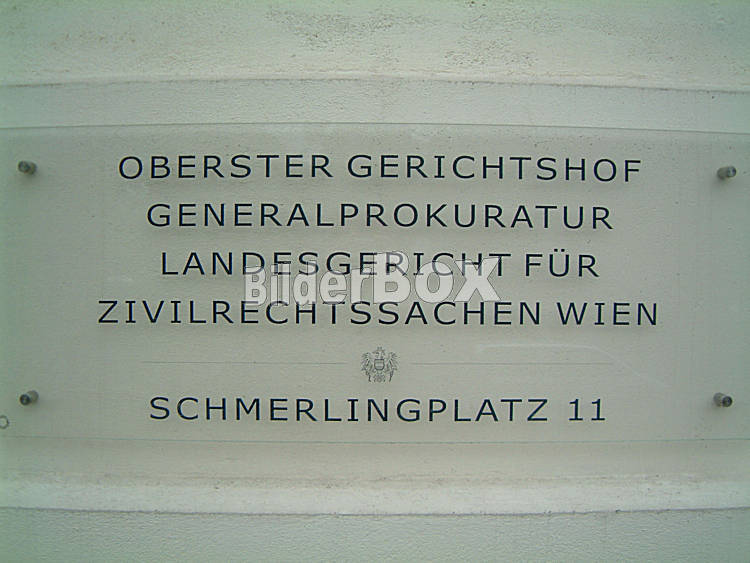 OBERSTER GERICHTSHOF
GENERALPROKURATUR
LANDESGERICHT FÜR
BilderBOX
ZIVILRECHTSSACHEN WIEN
SCHMERLINGPLATZ 11